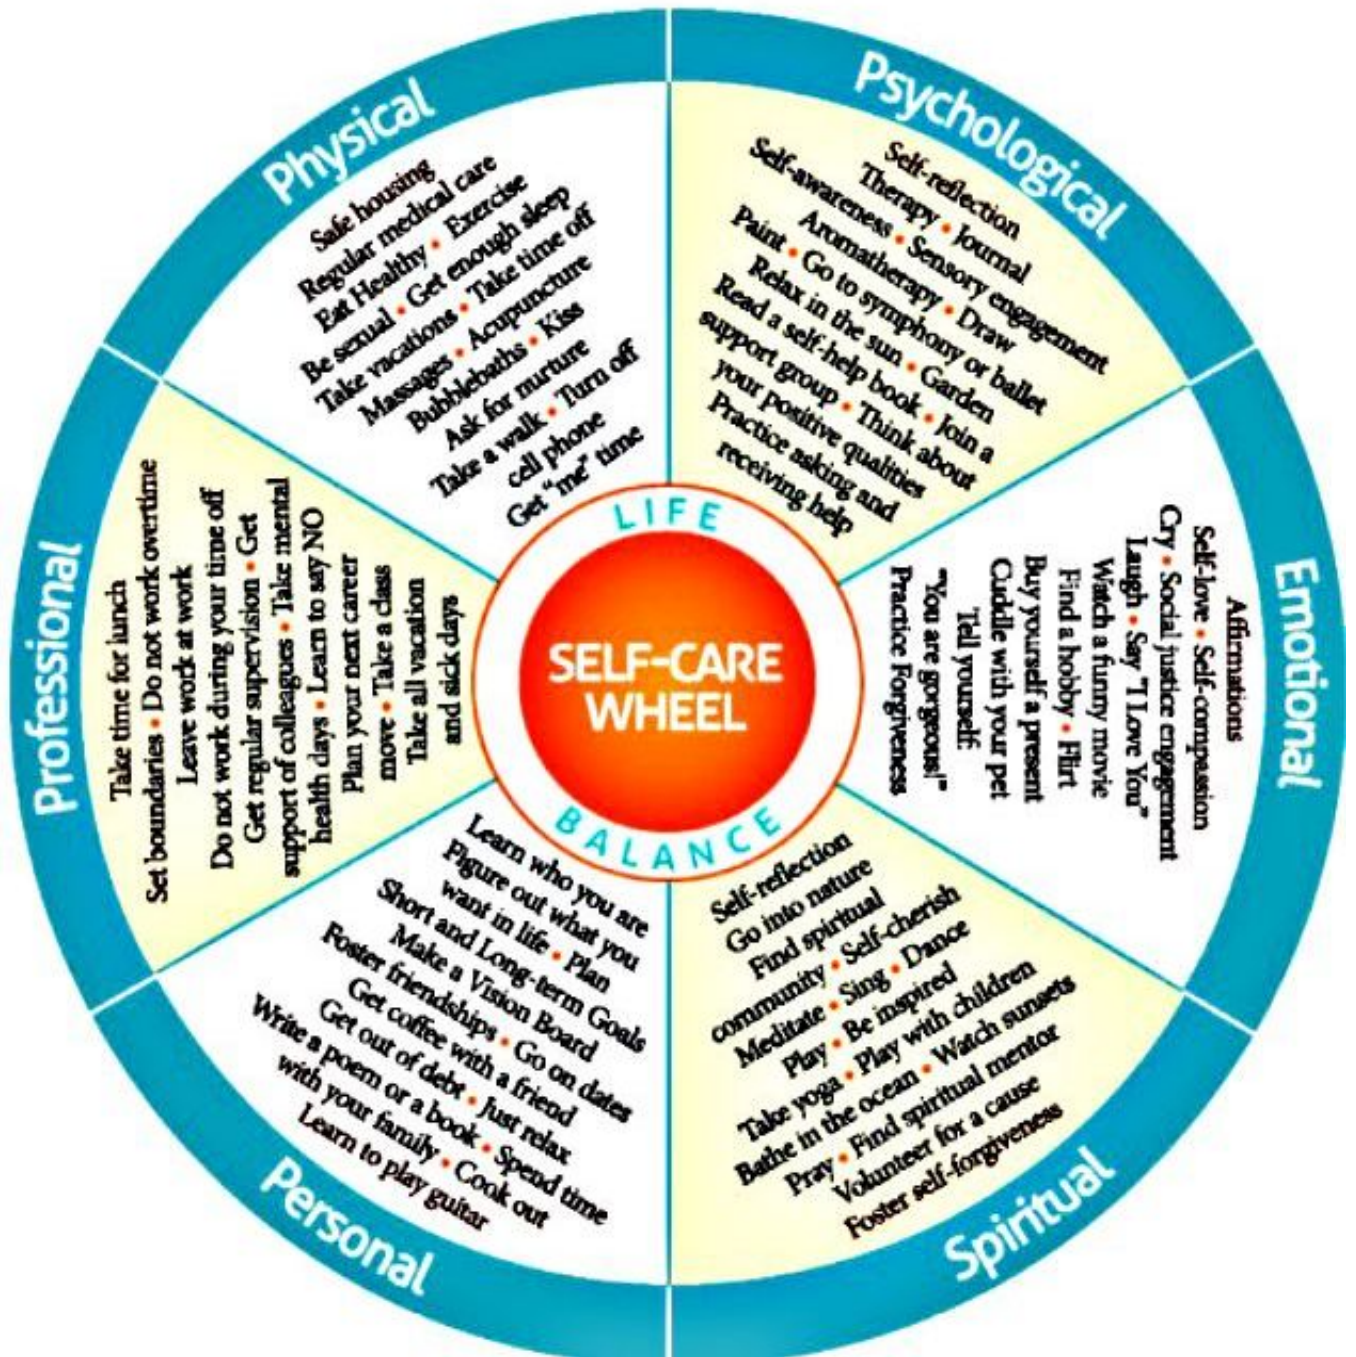 Physical
Safe housing
Regular medical care
Eat Healthy • Exercise
Be sexual • Get enough sleep
Take vacations • Take time off
Massages • Acupuncture
Bubblebaths • Kiss
Ask for nurture
Take a walk • Turn off
cell phone
Get “me” time
Psychological
Self-reflection
Therapy • Journal
Self-awareness • Sensory engagement
Aromatherapy • Draw
Paint • Go to symphony or ballet
Relax in the sun • Garden
Read a self-help book • Join a
support group • Think about
your positive qualities
Practice asking and
receiving help
Emotional
Affirmations
Self-love • Self-compassion
Cry • Social justice engagement
Laugh • Say "I Love You"
Watch a funny movie
Find a hobby • Flirt
Buy yourself a present
Cuddle with your pet
Tell yourself:
"You are gorgeous!"
Practice Forgiveness
Spiritual
Self-reflection
Go into nature
Find spiritual
community • Self-cherish
Meditate • Sing • Dance
Play • Be inspired
Take yoga • Play with children
Bathe in the ocean • Watch sunsets
Pray • Find spiritual mentor
Volunteer for a cause
Foster self-forgiveness
Personal
Learn who you are
Figure out what you
want in life • Plan
Short and Long-term Goals
Make a Vision Board
Foster friendships • Go on dates
Get coffee with a friend
Get out of debt • Just relax
Write a poem or a book • Spend time
with your family • Cook out
Learn to play guitar
Professional
Take time for lunch
Set boundaries • Do not work overtime
Leave work at work
Do not work during your time off
Get regular supervision • Get
support of colleagues • Take mental
health days • Learn to say NO
Plan your next career
move • Take a class
Take all vacation
and sick days
LIFE
SELF-CARE
WHEEL
BALANCE